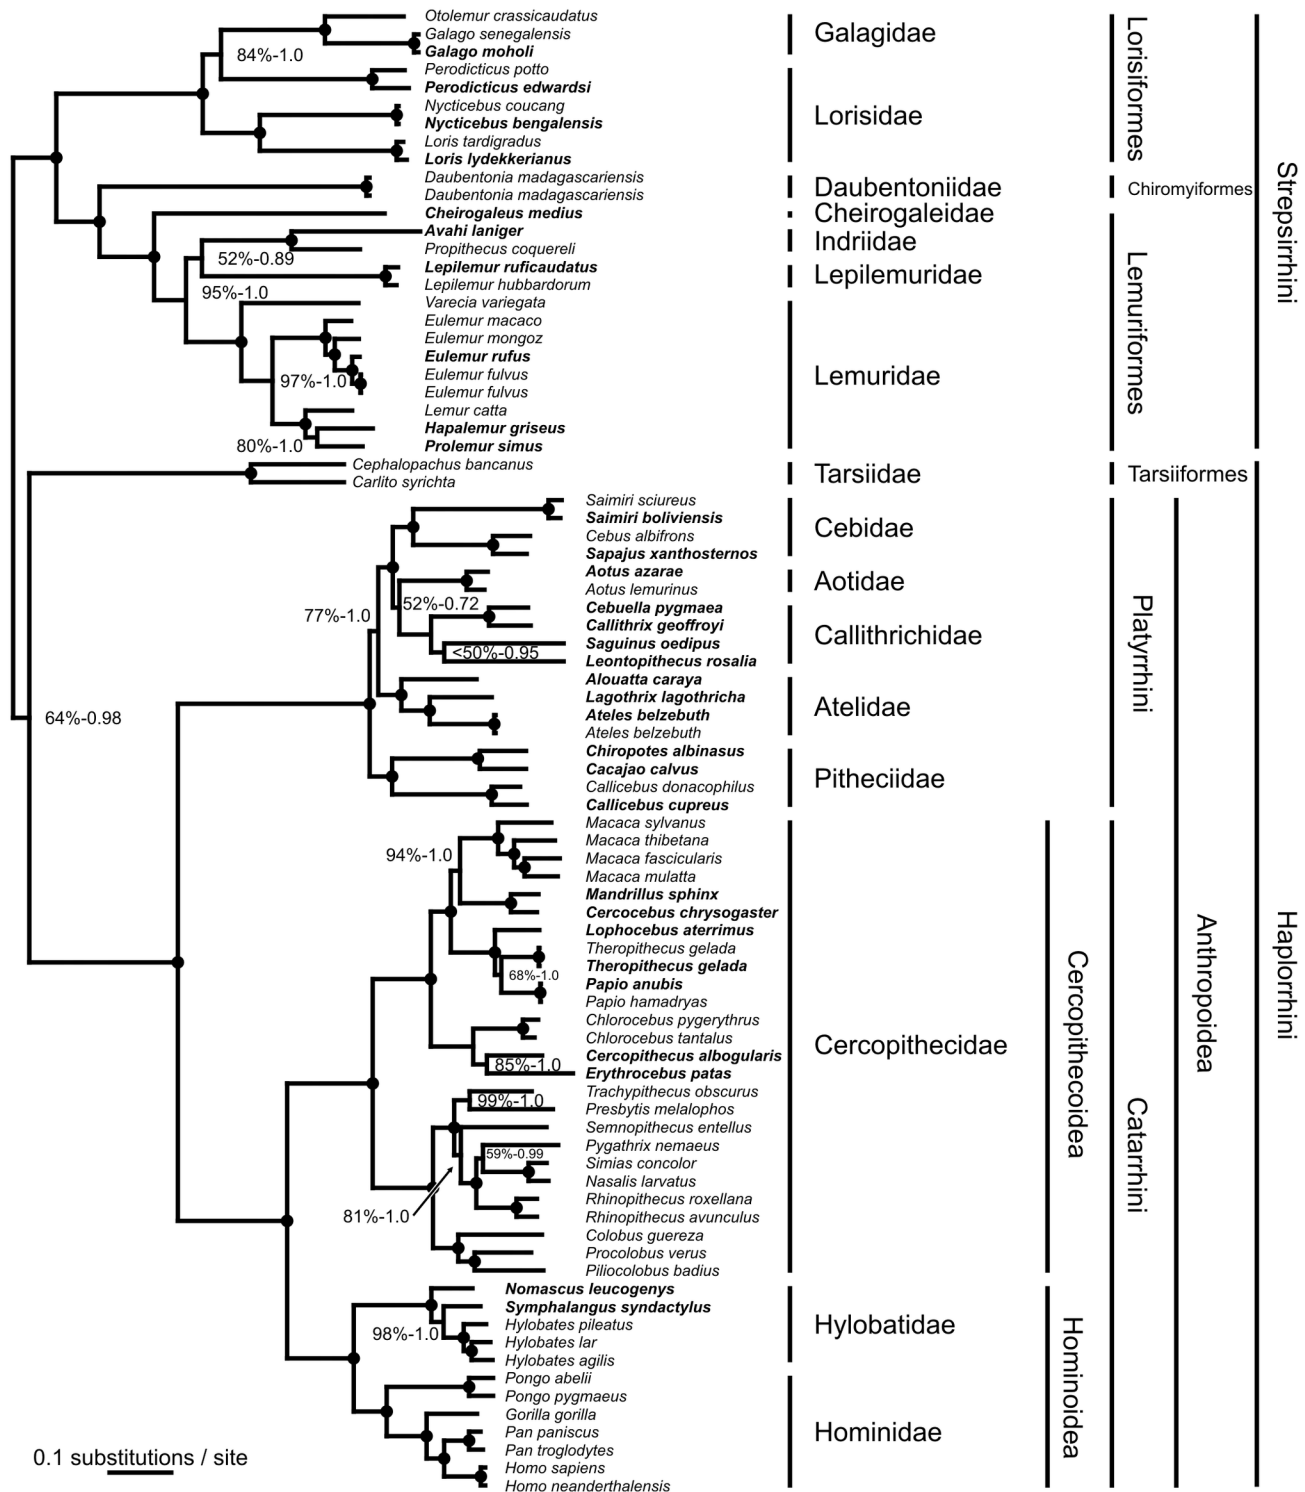 Otolemur crassicaudatus
Galago senegalensis
Galago moholi
84%-1.0
Perodicticus potto
Perodicticus edwardsi
Nycticebus coucang
Nycticebus bengalensis
Loris tardigradus
Loris lydekkerianus
Daubentonia madagascariensis
Daubentonia madagascariensis
Cheirogaleus medius
Avahi laniger
Propithecus coquereli
52%-0.89
Lepilemur ruficaudatus
Lepilemur hubbardorum
95%-1.0
Varecia variegata
Eulemur macaco
Eulemur mongoz
Eulemur rufus
Eulemur fulvus
97%-1.0
Eulemur fulvus
Lemur catta
Hapalemur griseus
Prolemur simus
80%-1.0
Cephalopachus bancanus
Carlito syrichta
Saimiri sciureus
Saimiri boliviensis
Cebus albifrons
Sapajus xanthosternos
Aotus azarae
Aotus lemurinus
52%-0.72
Cebuella pygmaea
77%-1.0
Callithrix geoffroyi
Saguinus oedipus
<50%-0.95
Leontopithecus rosalia
Alouatta caraya
Lagothrix lagothricha
Ateles belzebuth
64%-0.98
Ateles belzebuth
Chiropotes albinasus
Cacajao calvus
Callicebus donacophilus
Callicebus cupreus
Macaca sylvanus
Macaca thibetana
94%-1.0
Macaca fascicularis
Macaca mulatta
Mandrillus sphinx
Cercocebus chrysogaster
Lophocebus aterrimus
Theropithecus gelada
Theropithecus gelada
68%-1.0
Papio anubis
Papio hamadryas
Chlorocebus pygerythrus
Chlorocebus tantalus
Cercopithecus albogularis
85%-1.0
Erythrocebus patas
Trachypithecus obscurus
99%-1.0
Presbytis melalophos
Semnopithecus entellus
Pygathrix nemaeus
59%-0.99
Simias concolor
Nasalis larvatus
Rhinopithecus roxellana
81%-1.0
Rhinopithecus avunculus
Colobus guereza
Procolobus verus
Piliocolobus badius
Nomascus leucogenys
Symphalangus syndactylus
Hylobates pileatus
98%-1.0
Hylobates lar
Hylobates agilis
Pongo abelii
Pongo pygmaeus
Gorilla gorilla
Pan paniscus
Pan troglodytes
Homo sapiens
Homo neanderthalensis
0.1 substitutions / site
Galagidae
Lorisidae
Daubentoniidae
Cheirogaleidae
Indriidae
Lepilemuridae
Lemuridae
Tarsiidae
Cebidae
Aotidae
Callithrichidae
Atelidae
Pitheciidae
Cercopithecidae
Hylobatidae
Hominidae
Cercopithecoidea
Hominoidea
Lorisiformes
Chiromyiformes
Lemuriformes
Tarsiiformes
Platyrrhini
Catarrhini
Anthropoidea
Strepsirrhini
Haplorrhini